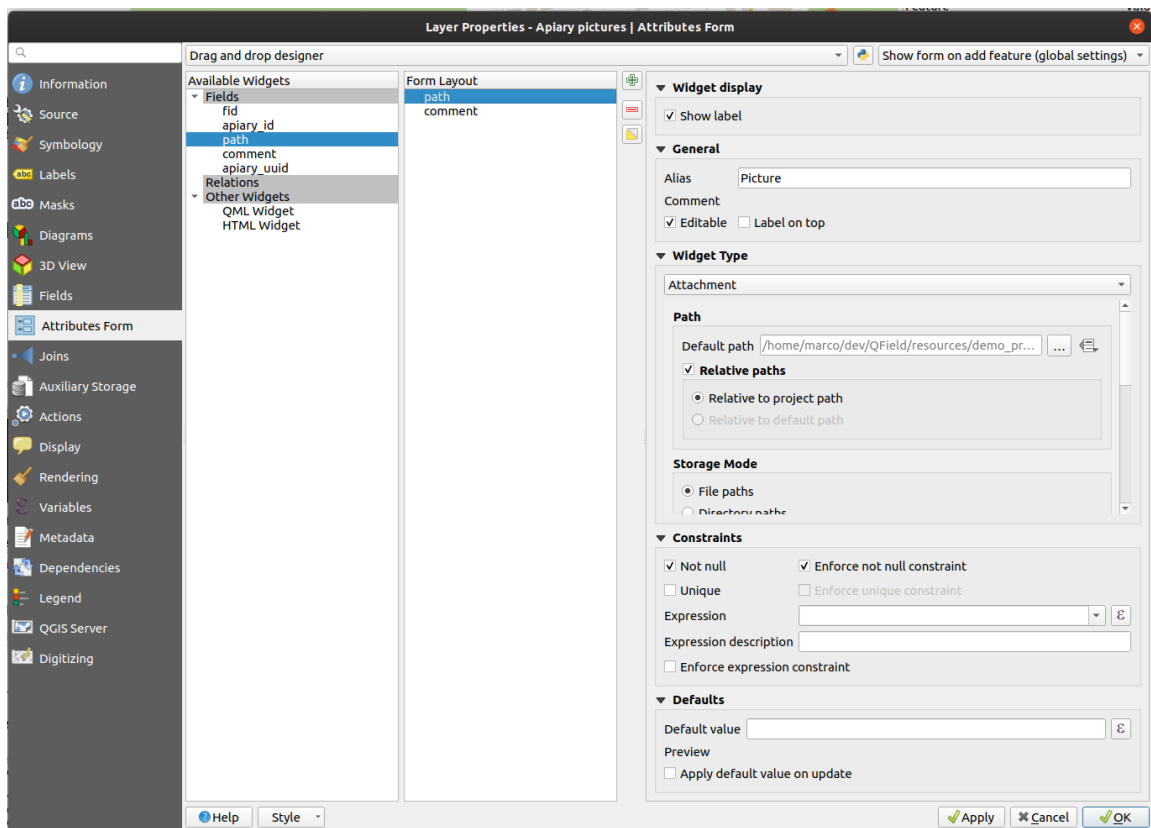 Layer Properties - Apiary pictures | Attributes Form
Drag and drop designer
Show form on add feature (global settings)
Information
Source
Symbology
abc Labels
abc Masks
Diagrams
3D View
Fields
Attributes Form
Joins
Auxiliary Storage
Actions
Display
Rendering
Variables
Metadata
Dependencies
Legend
QGIS Server
Digitizing
Available Widgets
Fields
fid
apiary_id
path
comment
apiary_uuid
Relations
Other Widgets
QML Widget
HTML Widget
Form Layout
path
comment
Widget display
Show label
General
Alias Picture
Comment
Editable Label on top
Widget Type
Attachment
Path
Default path /home/marco/dev/QField/resources/demo_pr... ...
Relative paths
Relative to project path
Relative to default path
Storage Mode
File paths
Directory paths
Constraints
Not null Enforce not null constraint
Unique Enforce unique constraint
Expression ε
Expression description
Enforce expression constraint
Defaults
Default value ε
Preview
Apply default value on update
Help Style Apply Cancel OK